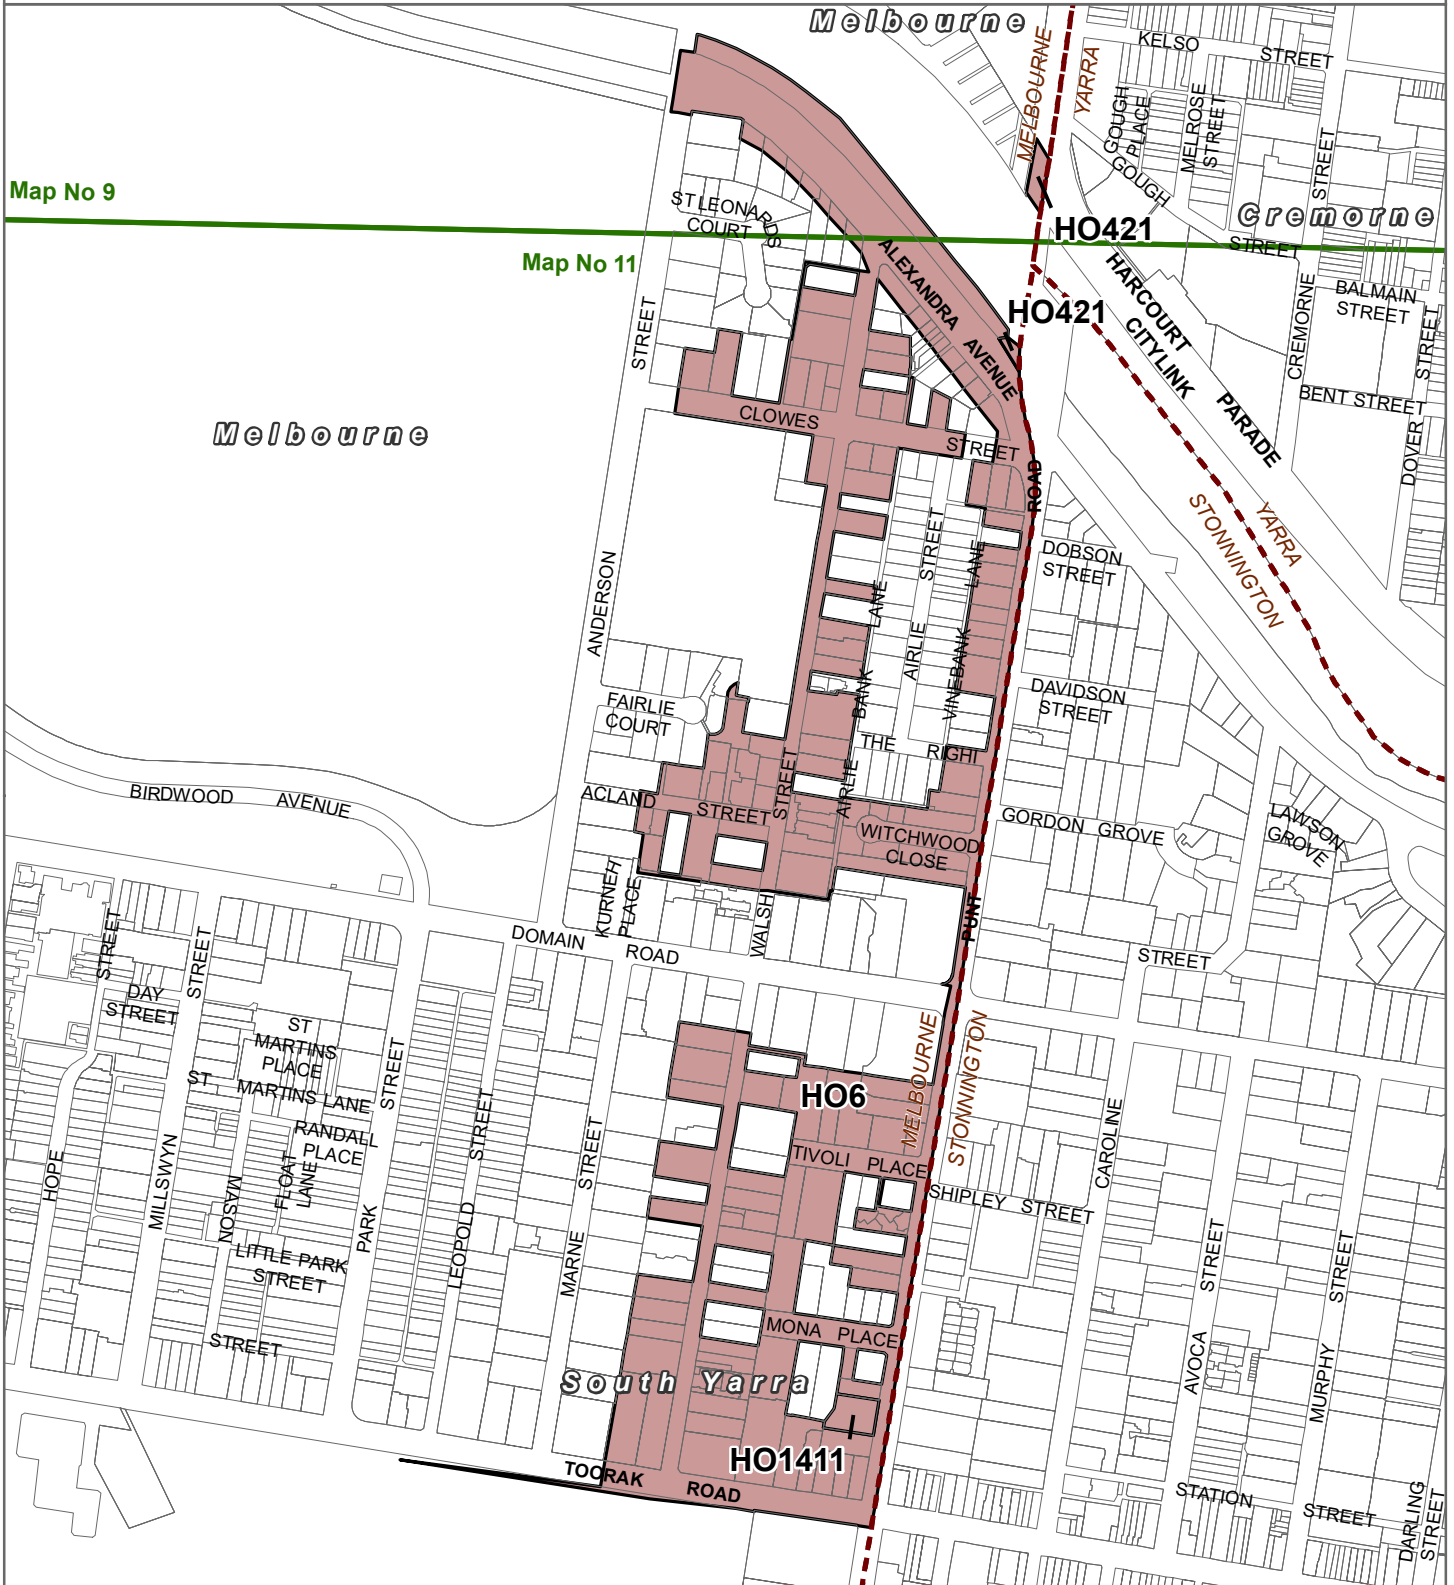 Melbourne
MELBOURNE
YARRA
KELSO
STREET
GOUGH
PLACE
MELROSE
STREET
STREET
GOUGH
Cremorne
STREET
Map No 9
Map No 11
ST LEONARDS
COURT
HO421
HO421
ALEXANDRA
AVENUE
HARCOURT
PARADE
CITYLINK
CREMORNE
BALMAIN
STREET
STREET
BENT STREET
DOVER
STREET
Melbourne
CLOWES
STREET
ROAD
YARRA
STONNINGTON
ANDERSON
STREET
LANE
AIRLIE
BANK
LANE
VINEBANK
DOBSON
STREET
DAVIDSON
STREET
FAIRLIE
COURT
THE RIGHI
STREET
AIRLIE
BIRDWOOD AVENUE
ACLAND
STREET
WITCHWOOD
CLOSE
GORDON GROVE
LAWSON
GROVE
KURNEH
PLACE
WALSH
PUNT
DOMAIN
ROAD
STREET
STREET
STREET
DAY
STREET
ST
MARTINS
PLACE
ST
MARTINS LANE
RANDALL
PLACE
STREET
STREET
STREET
MELBOURNE
STONNINGTON
HO6
TIVOLI PLACE
SHIPLEY STREET
CAROLINE
HOPE
MILLSWYN
MASON
FLOAT
LANE
PARK
LEOPOLD
MARNE
LITTLE PARK
STREET
STREET
STREET
STREET
MONA PLACE
South Yarra
AVOCA
MURPHY
HO1411
TOORAK
ROAD
STATION
STREET
DARLING
STREET